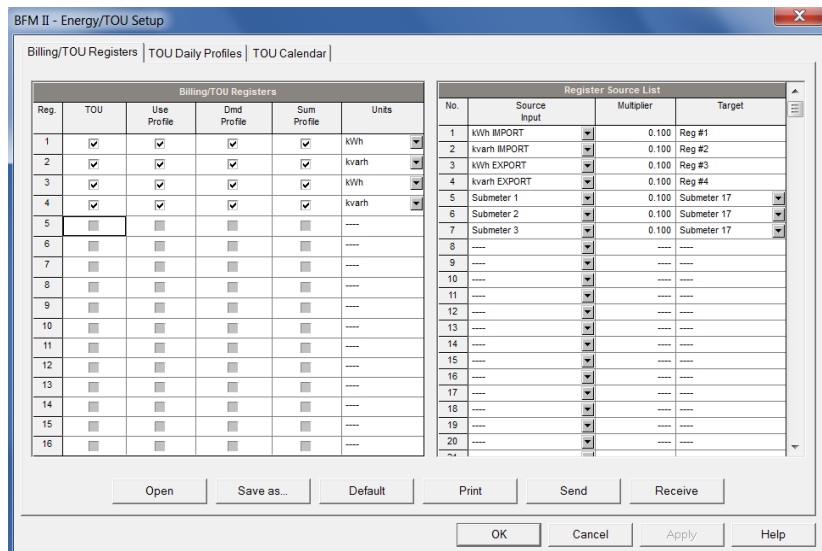 BFM II - Energy/TOU Setup
X
Billing/TOU Registers TOU Daily Profiles TOU Calendar
Billing/TOU Registers
Reg. TOU Use Profile Dmd Profile Sum Profile Units
1 kWh
2 kvarh
3 kWh
4 kvarh
5 ----
6 ----
7 ----
8 ----
9 ----
10 ----
11 ----
12 ----
13 ----
14 ----
15 ----
16 ----
Register Source List
No. Source Input Multiplier Target
1 kWh IMPORT 0.100 Reg #1
2 kvarh IMPORT 0.100 Reg #2
3 kWh EXPORT 0.100 Reg #3
4 kvarh EXPORT 0.100 Reg #4
5 Submeter 1 0.100 Submeter 17
6 Submeter 2 0.100 Submeter 17
7 Submeter 3 0.100 Submeter 17
8 ---- ---- ----
9 ---- ---- ----
10 ---- ---- ----
11 ---- ---- ----
12 ---- ---- ----
13 ---- ---- ----
14 ---- ---- ----
15 ---- ---- ----
16 ---- ---- ----
17 ---- ---- ----
18 ---- ---- ----
19 ---- ---- ----
20 ---- ---- ----
Open Save as... Default Print Send Receive
OK Cancel Apply Help